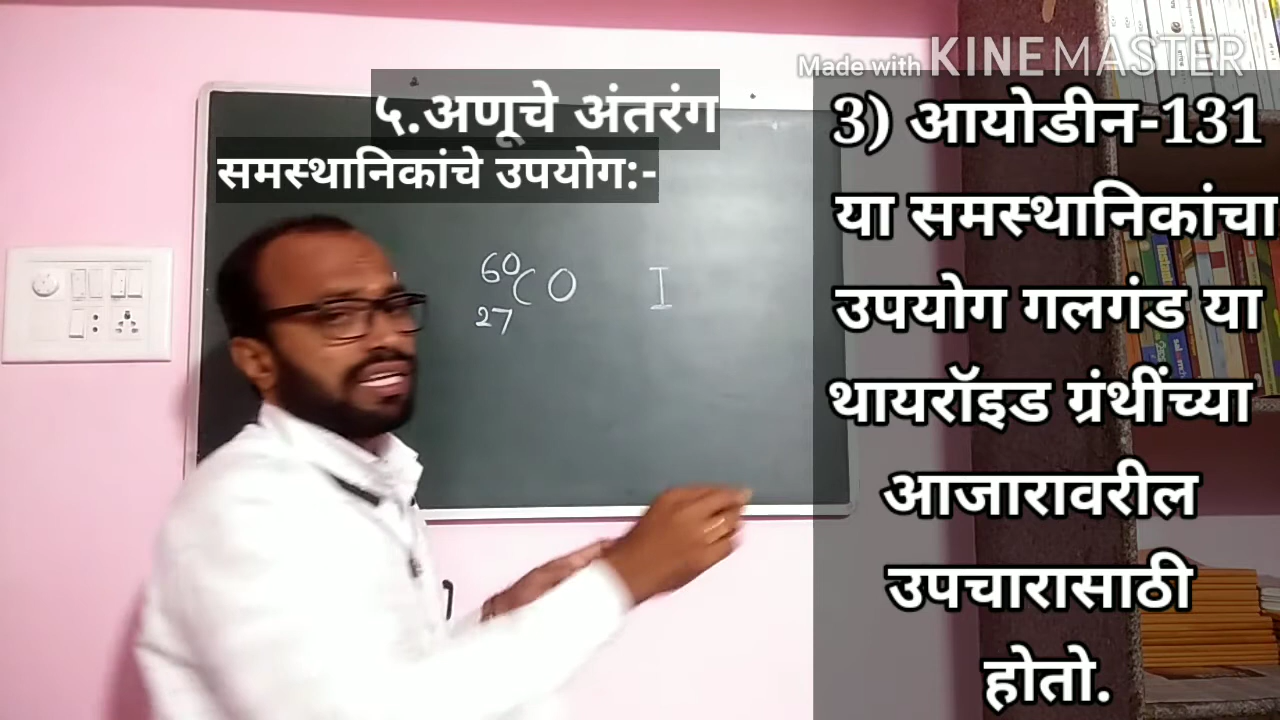 Made with KINEMASTER
५.अणूचे अंतरंग
समस्थानिकांचे उपयोग:-
3) आयोडीन-131
या समस्थानिकांचा
उपयोग गलगंड या
थायरॉइड ग्रंथींच्या
आजारावरील
उपचारासाठी
होतो.
60
CO I
27